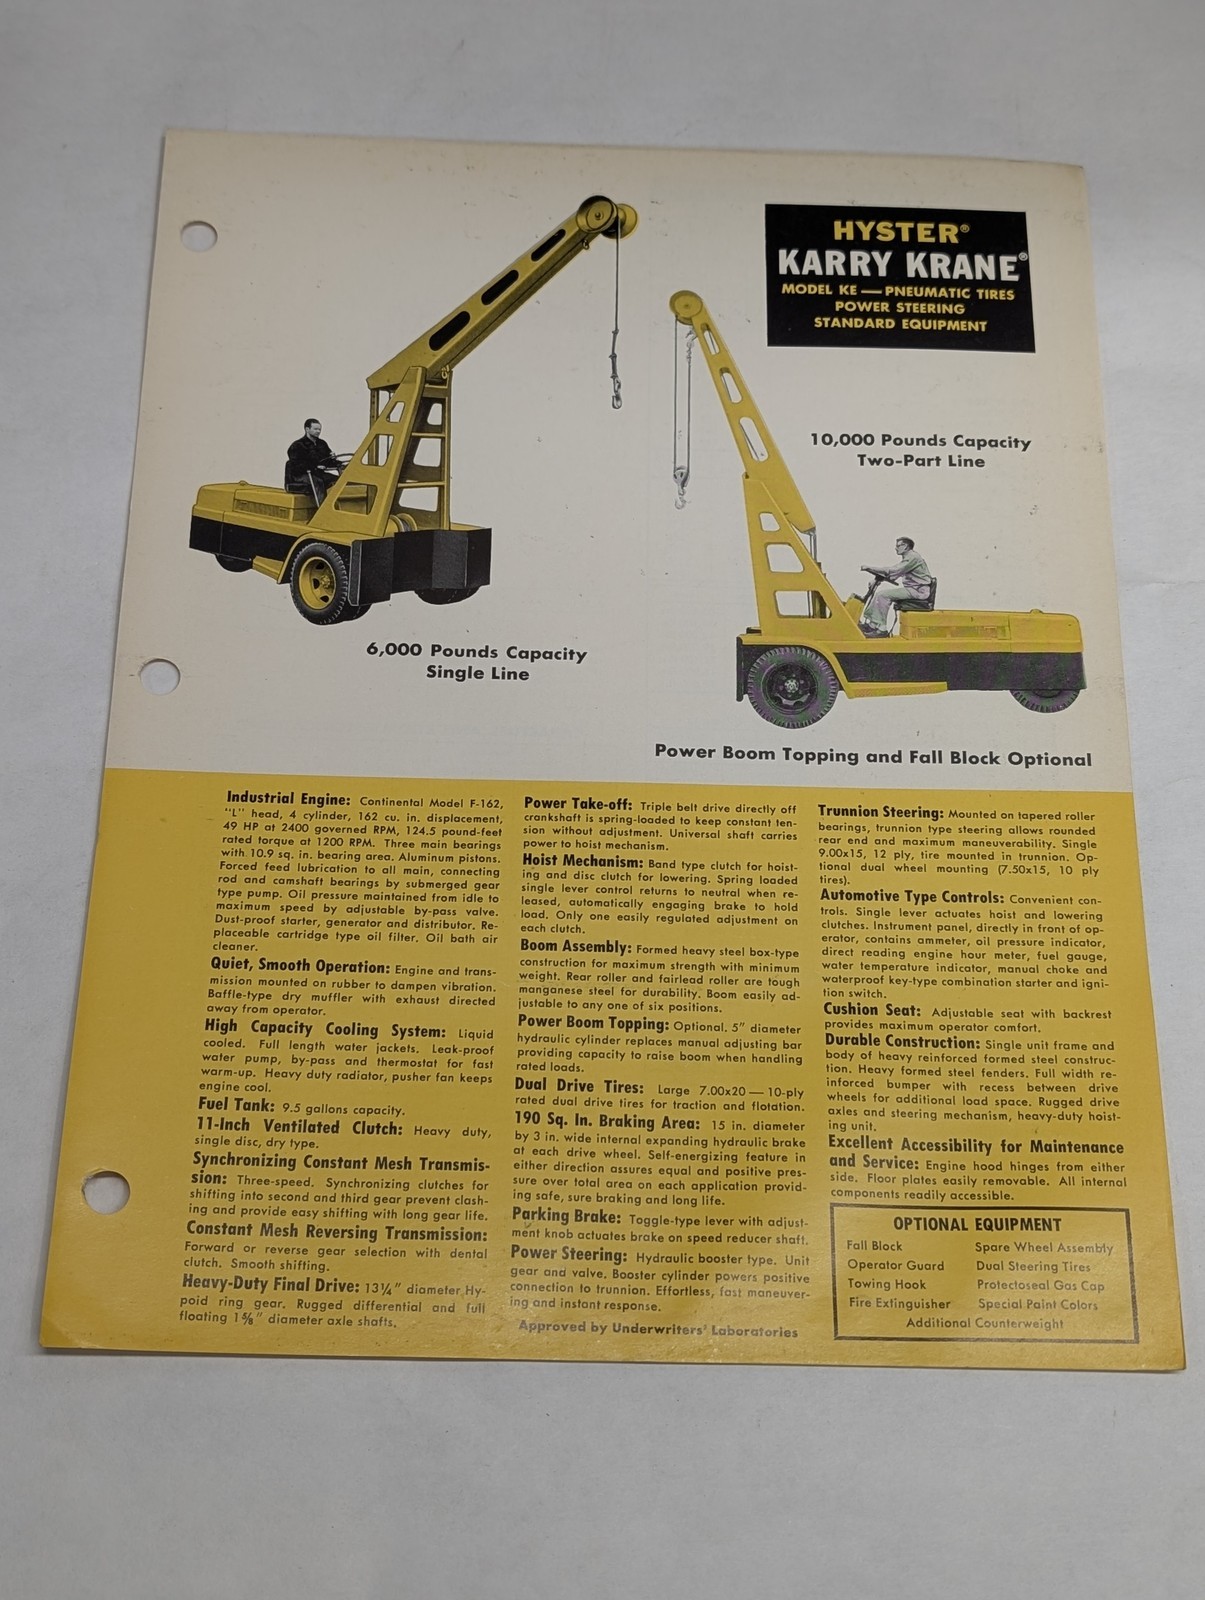 HYSTER®
KARRY KRANE®
MODEL KE — PNEUMATIC TIRES
POWER STEERING
STANDARD EQUIPMENT
10,000 Pounds Capacity
Two-Part Line
6,000 Pounds Capacity
Single Line
Power Boom Topping and Fall Block Optional
Industrial Engine: Continental Model F-162,
"L" head, 4 cylinder, 162 cu. in. displacement,
49 HP at 2400 governed RPM, 124.5 pound-feet
rated torque at 1200 RPM. Three main bearings
with 10.9 sq. in. bearing area. Aluminum pistons.
Forced feed lubrication to all main, connecting
rod and camshaft bearings by submerged gear
type pump. Oil pressure maintained from idle to
maximum speed by adjustable by-pass valve.
Dust-proof starter, generator and distributor. Re-
placeable cartridge type oil filter. Oil bath air
cleaner.
Quiet, Smooth Operation: Engine and trans-
mission mounted on rubber to dampen vibration.
Baffle-type dry muffler with exhaust directed
away from operator.
High Capacity Cooling System: Liquid
cooled. Full length water jackets. Leak-proof
water pump, by-pass and thermostat for fast
warm-up. Heavy duty radiator, pusher fan keeps
engine cool.
Fuel Tank: 9.5 gallons capacity.
11-Inch Ventilated Clutch: Heavy duty,
single disc, dry type.
Synchronizing Constant Mesh Transmis-
sion: Three-speed. Synchronizing clutches for
shifting into second and third gear prevent clash-
ing and provide easy shifting with long gear life.
Constant Mesh Reversing Transmission:
Forward or reverse gear selection with dental
clutch. Smooth shifting.
Heavy-Duty Final Drive: 13¼" diameter Hy-
poid ring gear. Rugged differential and full
floating 1⅝" diameter axle shafts.
Power Take-off: Triple belt drive directly off
crankshaft is spring-loaded to keep constant ten-
sion without adjustment. Universal shaft carries
power to hoist mechanism.
Hoist Mechanism: Band type clutch for hoist-
ing and disc clutch for lowering. Spring loaded
single lever control returns to neutral when re-
leased, automatically engaging brake to hold
load. Only one easily regulated adjustment on
each clutch.
Boom Assembly: Formed heavy steel box-type
construction for maximum strength with minimum
weight. Rear roller and fairlead roller are tough
manganese steel for durability. Boom easily ad-
justable to any one of six positions.
Power Boom Topping: Optional. 5" diameter
hydraulic cylinder replaces manual adjusting bar
providing capacity to raise boom when handling
rated loads.
Dual Drive Tires: Large 7.00x20 — 10-ply
rated dual drive tires for traction and flotation.
190 Sq. In. Braking Area: 15 in. diameter
by 3 in. wide internal expanding hydraulic brake
at each drive wheel. Self-energizing feature in
either direction assures equal and positive pres-
sure over total area on each application provid-
ing safe, sure braking and long life.
Parking Brake: Toggle-type lever with adjust-
ment knob actuates brake on speed reducer shaft.
Power Steering: Hydraulic booster type. Unit
gear and valve. Booster cylinder powers positive
connection to trunnion. Effortless, fast maneuver-
ing and instant response.
Approved by Underwriters' Laboratories
Trunnion Steering: Mounted on tapered roller
bearings, trunnion type steering allows rounded
rear end and maximum maneuverability. Single
9.00x15, 12 ply, tire mounted in trunnion. Op-
tional dual wheel mounting (7.50x15, 10 ply
tires).
Automotive Type Controls: Convenient con-
trols. Single lever actuates hoist and lowering
clutches. Instrument panel, directly in front of op-
erator, contains ammeter, oil pressure indicator,
direct reading engine hour meter, fuel gauge,
water temperature indicator, manual choke and
waterproof key-type combination starter and igni-
tion switch.
Cushion Seat: Adjustable seat with backrest
provides maximum operator comfort.
Durable Construction: Single unit frame and
body of heavy reinforced formed steel construc-
tion. Heavy formed steel fenders. Full width re-
inforced bumper with recess between drive
wheels for additional load space. Rugged drive
axles and steering mechanism, heavy-duty hoist-
ing unit.
Excellent Accessibility for Maintenance
and Service: Engine hood hinges from either
side. Floor plates easily removable. All internal
components readily accessible.
OPTIONAL EQUIPMENT
Fall Block Spare Wheel Assembly
Operator Guard Dual Steering Tires
Towing Hook Protectoseal Gas Cap
Fire Extinguisher Special Paint Colors
Additional Counterweight